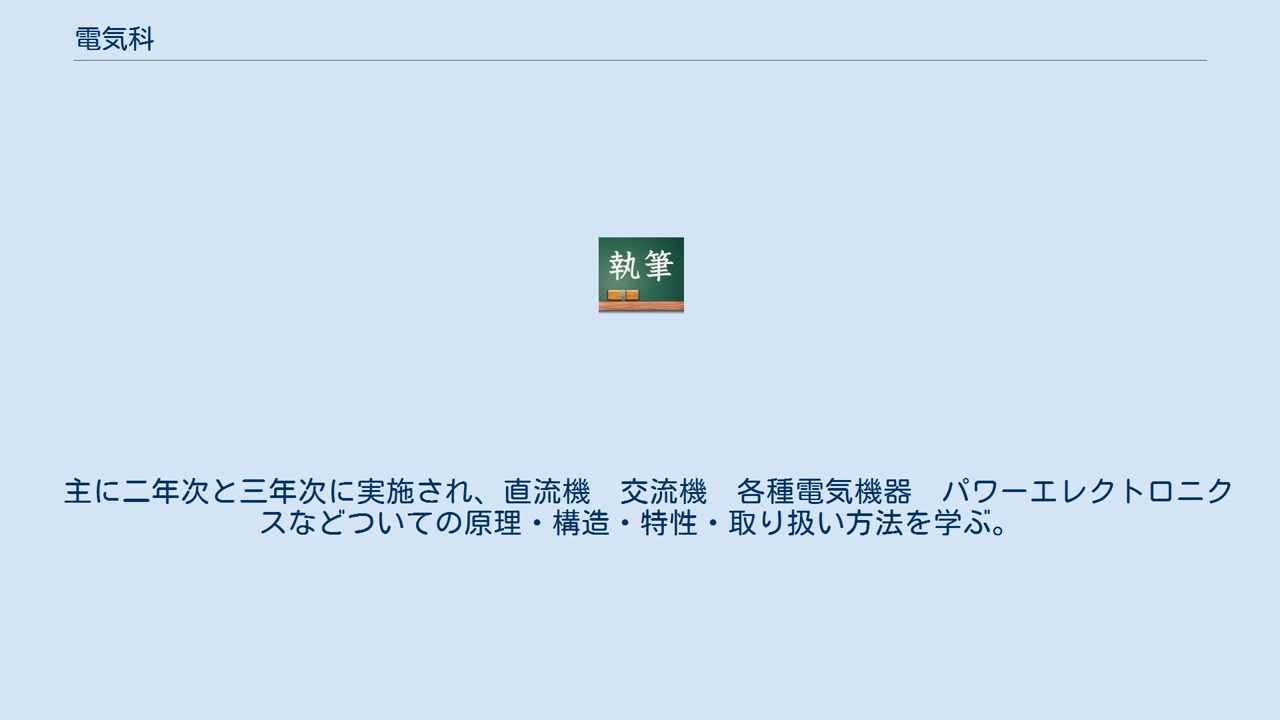 電気科
執筆
主に二年次と三年次に実施され、直流機　交流機　各種電気機器　パワーエレクトロニク
スなどついての原理・構造・特性・取り扱い方法を学ぶ。